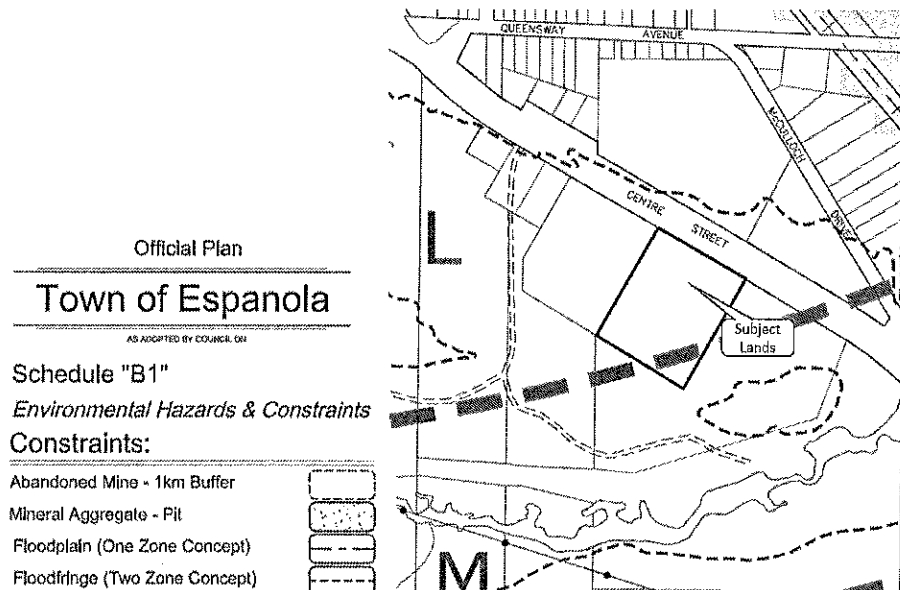 Official Plan
Town of Espanola
AS ADOPTED BY COUNCIL ON
Schedule "B1"
Environmental Hazards & Constraints
Constraints:
Abandoned Mine - 1km Buffer
Mineral Aggregate - Pit
Floodplain (One Zone Concept)
Floodfringe (Two Zone Concept)
QUEENSWAY AVENUE
McCULLOCH DRIVE
CENTRE STREET
L
Subject
Lands
M